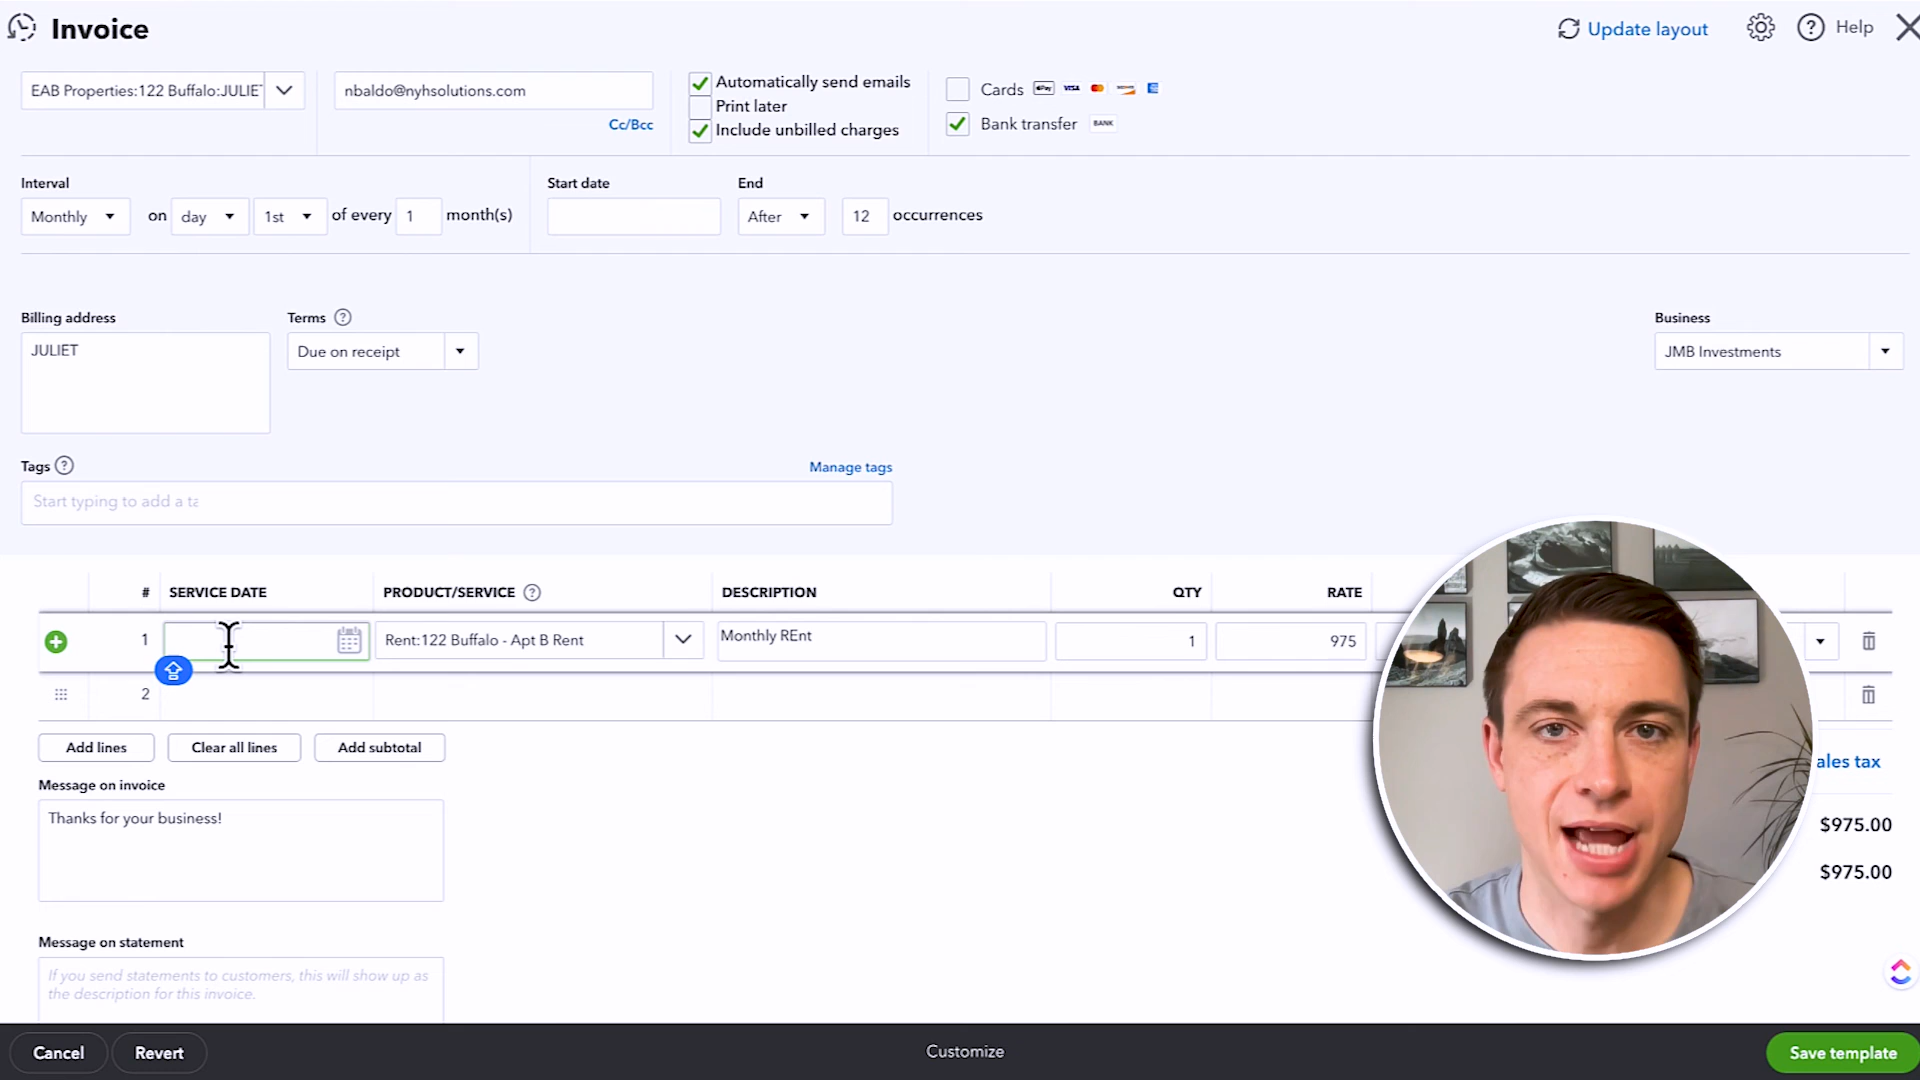 Invoice
Update layout
Help
EAB Properties:122 Buffalo:JULIET
nbaldo@nyhsolutions.com
Cc/Bcc
Automatically send emails
Print later
Include unbilled charges
Cards
Pay VISA
Bank transfer BANK
Interval
Start date
End
Monthly on day 1st of every 1 month(s)
After 12 occurrences
Billing address
Terms
Business
JULIET
Due on receipt
JMB Investments
Tags
Manage tags
Start typing to add a ta
# SERVICE DATE PRODUCT/SERVICE DESCRIPTION QTY RATE
1 Rent:122 Buffalo - Apt B Rent Monthly REnt 1 975
2
Add lines Clear all lines Add subtotal
ales tax
Message on invoice
Thanks for your business!
$975.00
$975.00
Message on statement
If you send statements to customers, this will show up as
the description for this invoice.
Cancel Revert Customize Save template